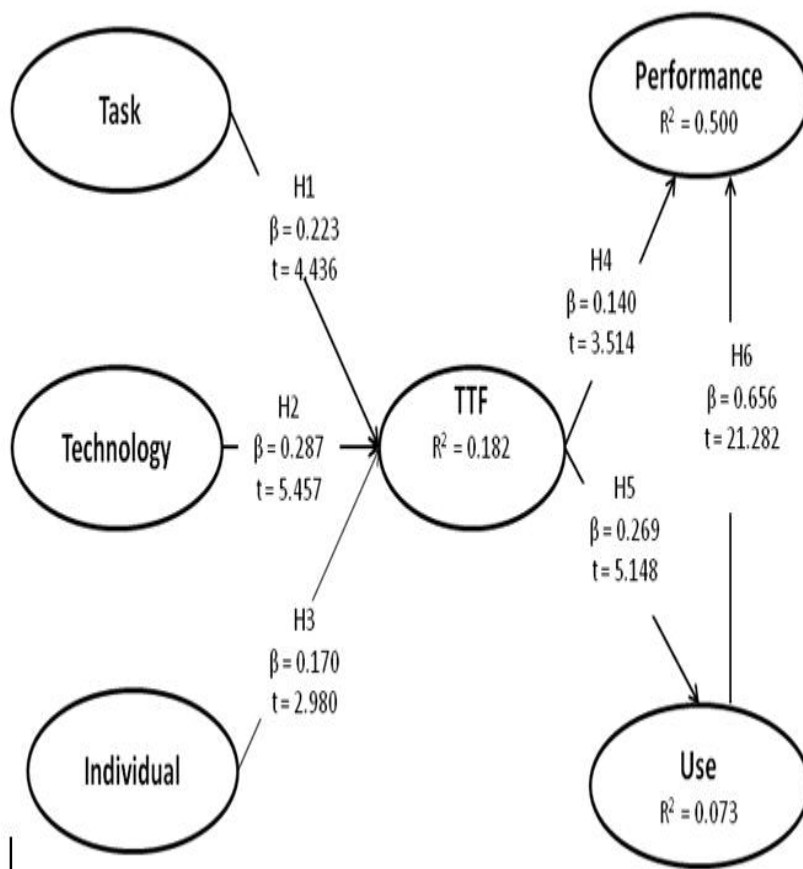 Task
Performance
R² = 0.500
H1
β = 0.223
t = 4.436
H4
β = 0.140
t = 3.514
H6
β = 0.656
t = 21.282
Technology
H2
β = 0.287
t = 5.457
TTF
R² = 0.182
H5
β = 0.269
t = 5.148
H3
β = 0.170
t = 2.980
Individual
Use
R² = 0.073